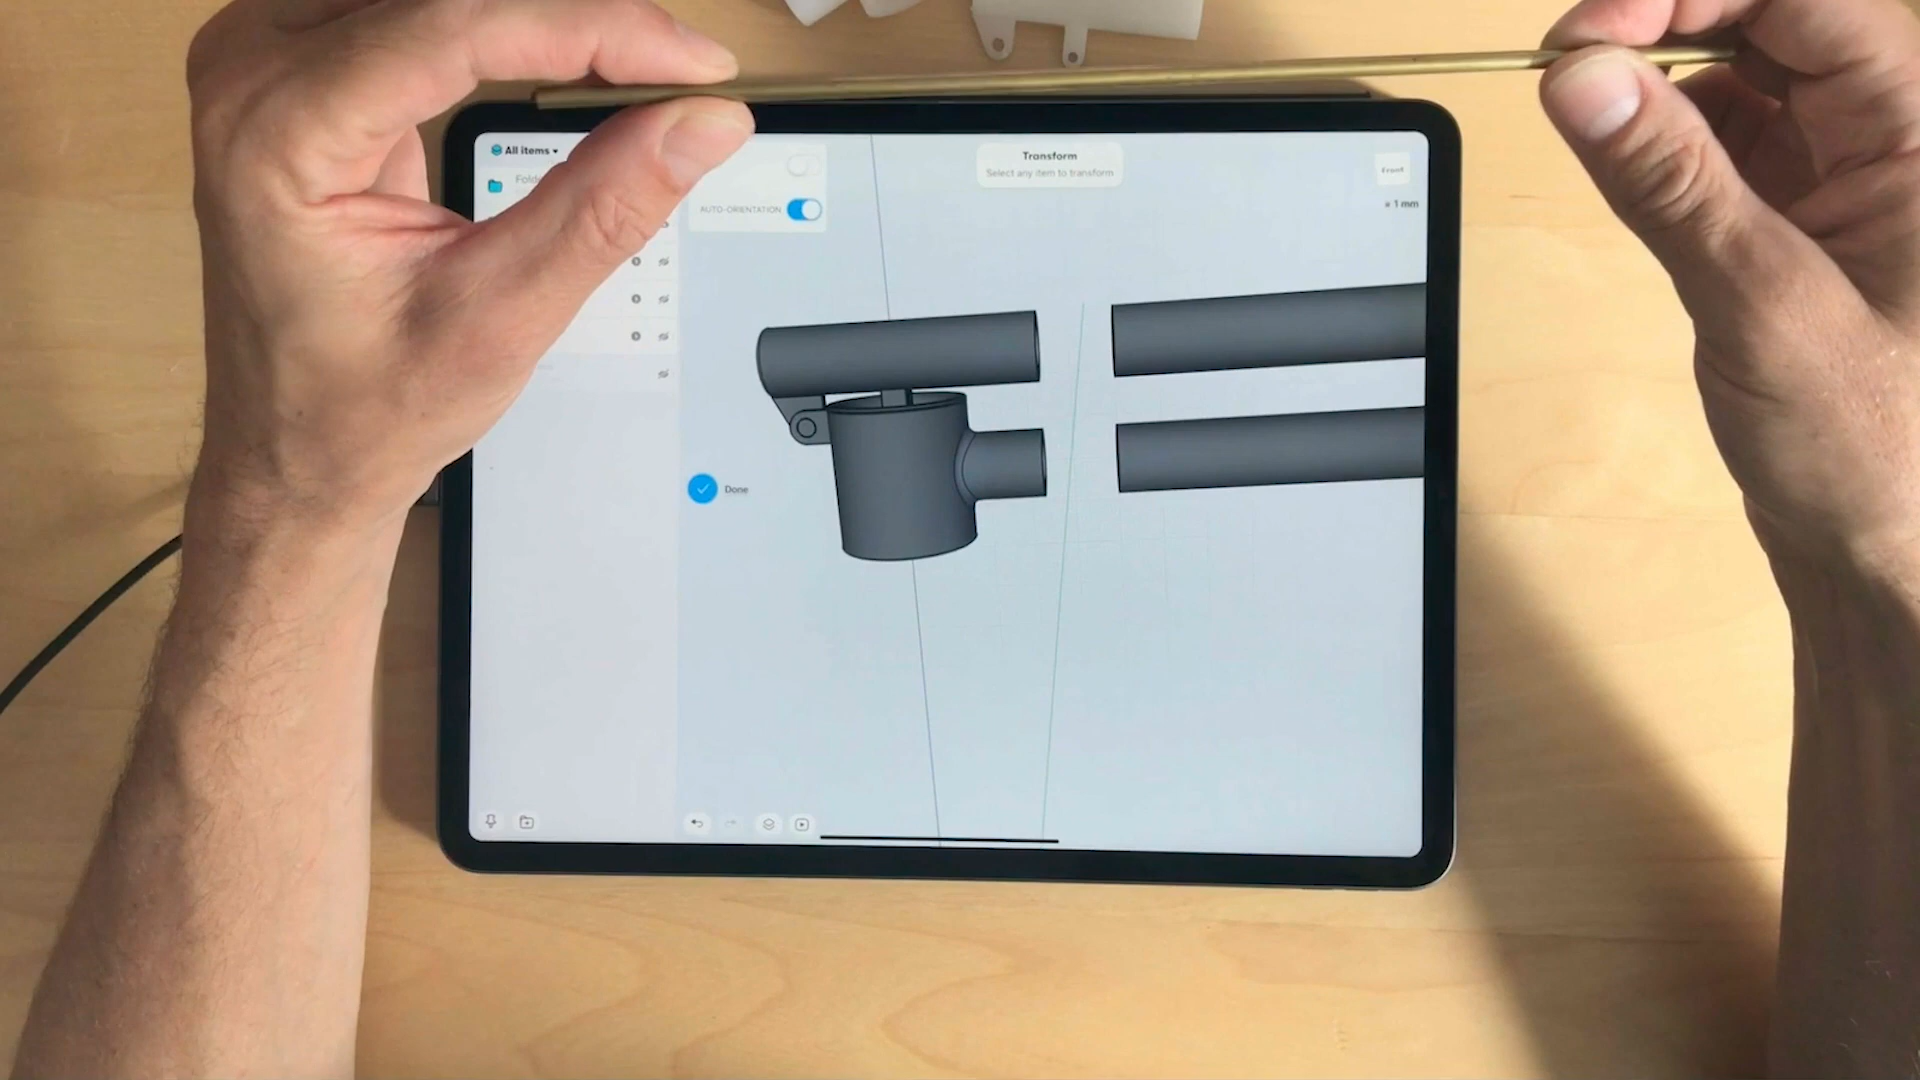 All items
Transform
Select any item to transform
Front
1 mm
AUTO-ORIENTATION
Done